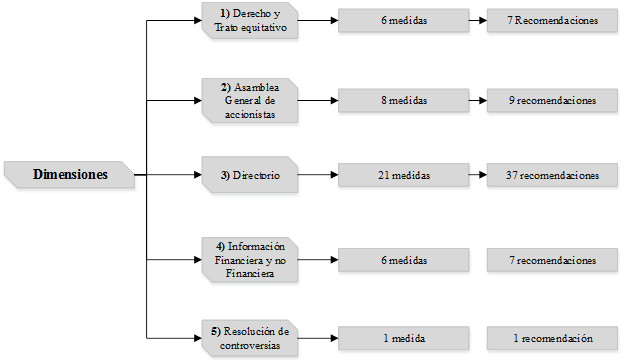 1) Derecho y
Trato equitativo
6 medidas
7 Recomendaciones
2) Asamblea
General de
accionistas
8 medidas
9 recomendaciones
Dimensiones
3) Directorio
21 medidas
37 recomendaciones
4) Información
Financiera y no
Financiera
6 medidas
7 recomendaciones
5) Resolución de
controversias
1 medida
1 recomendación